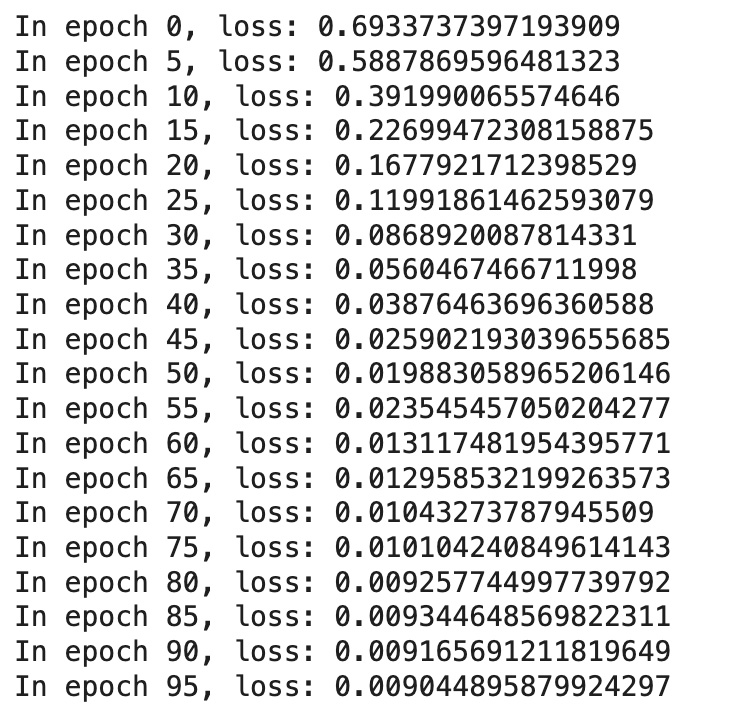 In epoch 0, loss: 0.6933737397193909
In epoch 5, loss: 0.5887869596481323
In epoch 10, loss: 0.391990065574646
In epoch 15, loss: 0.22699472308158875
In epoch 20, loss: 0.1677921712398529
In epoch 25, loss: 0.11991861462593079
In epoch 30, loss: 0.0868920087814331
In epoch 35, loss: 0.0560467466711998
In epoch 40, loss: 0.03876463696360588
In epoch 45, loss: 0.025902193039655685
In epoch 50, loss: 0.019883058965206146
In epoch 55, loss: 0.023545457050204277
In epoch 60, loss: 0.013117481954395771
In epoch 65, loss: 0.012958532199263573
In epoch 70, loss: 0.01043273787945509
In epoch 75, loss: 0.010104240849614143
In epoch 80, loss: 0.009257744997739792
In epoch 85, loss: 0.009344648569822311
In epoch 90, loss: 0.009165691211819649
In epoch 95, loss: 0.009044895879924297